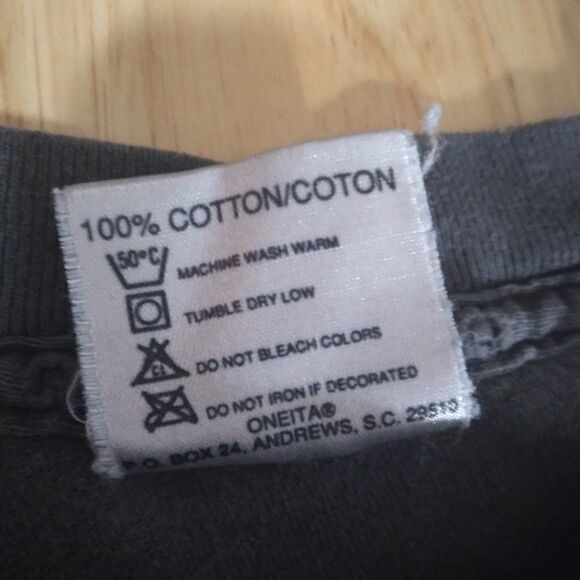 100% COTTON/COTON
50°C MACHINE WASH WARM
TUMBLE DRY LOW
CL DO NOT BLEACH COLORS
DO NOT IRON IF DECORATED
ONEITA®
P.O. BOX 24, ANDREWS, S.C. 29510